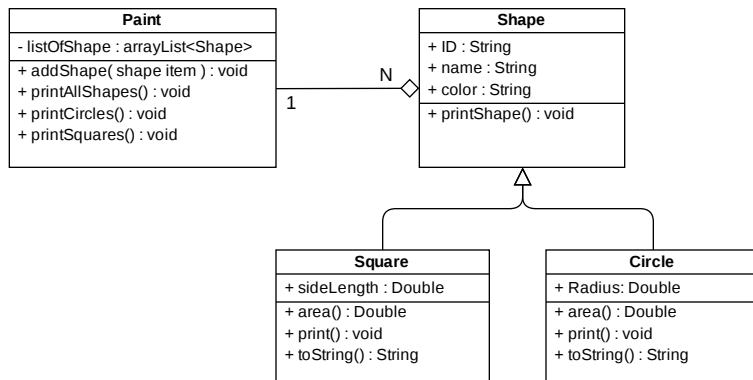 Paint
- listOfShape : arrayList<Shape>
+ addShape( shape item ) : void
+ printAllShapes() : void
+ printCircles() : void
+ printSquares() : void
1
N
Shape
+ ID : String
+ name : String
+ color : String
+ printShape() : void
Square
+ sideLength : Double
+ area() : Double
+ print() : void
+ toString() : String
Circle
+ Radius: Double
+ area() : Double
+ print() : void
+ toString() : String